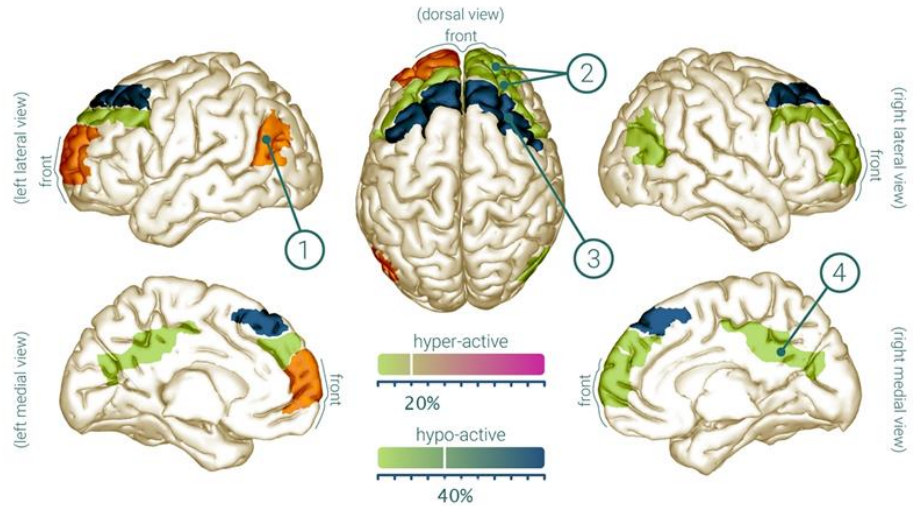 (dorsal view)
front
(left lateral view)
front
1
2
3
(right lateral view)
front
4
(left medial view)
front
hyper-active
20%
hypo-active
40%
front
(right medial view)